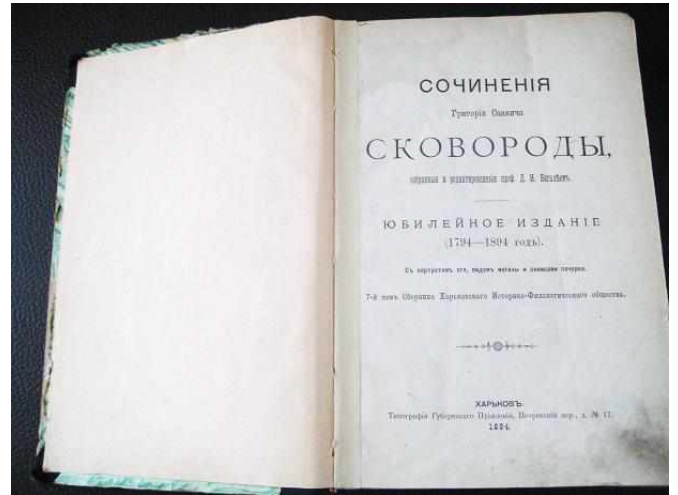 СОЧИНЕНІЯ
Григорія Саввича
СКОВОРОДЫ,
собранныя и редактированныя проф. Д. И. Багалѣемъ.
ЮБИЛЕЙНОЕ ИЗДАНІЕ
(1794—1894 годъ).
Съ портретомъ его, видомъ могилы и снимками почерка.
7-й томъ Сборника Харьковскаго Историко-Филологическаго общества.
ХАРЬКОВЪ.
Типографія Губернскаго Правленія, Петровскій пер., д. № 17.
1894.